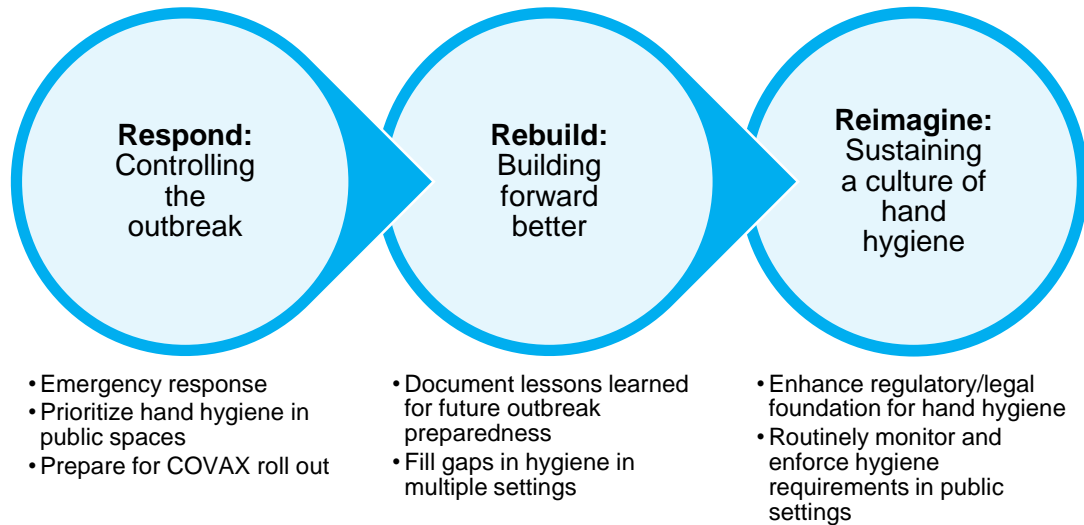 Respond:
Controlling
the
outbreak
Rebuild:
Building
forward
better
Reimagine:
Sustaining
a culture of
hand
hygiene
• Emergency response
• Prioritize hand hygiene in
public spaces
• Prepare for COVAX roll out
• Document lessons learned
for future outbreak
preparedness
• Fill gaps in hygiene in
multiple settings
• Enhance regulatory/legal
foundation for hand hygiene
• Routinely monitor and
enforce hygiene
requirements in public
settings